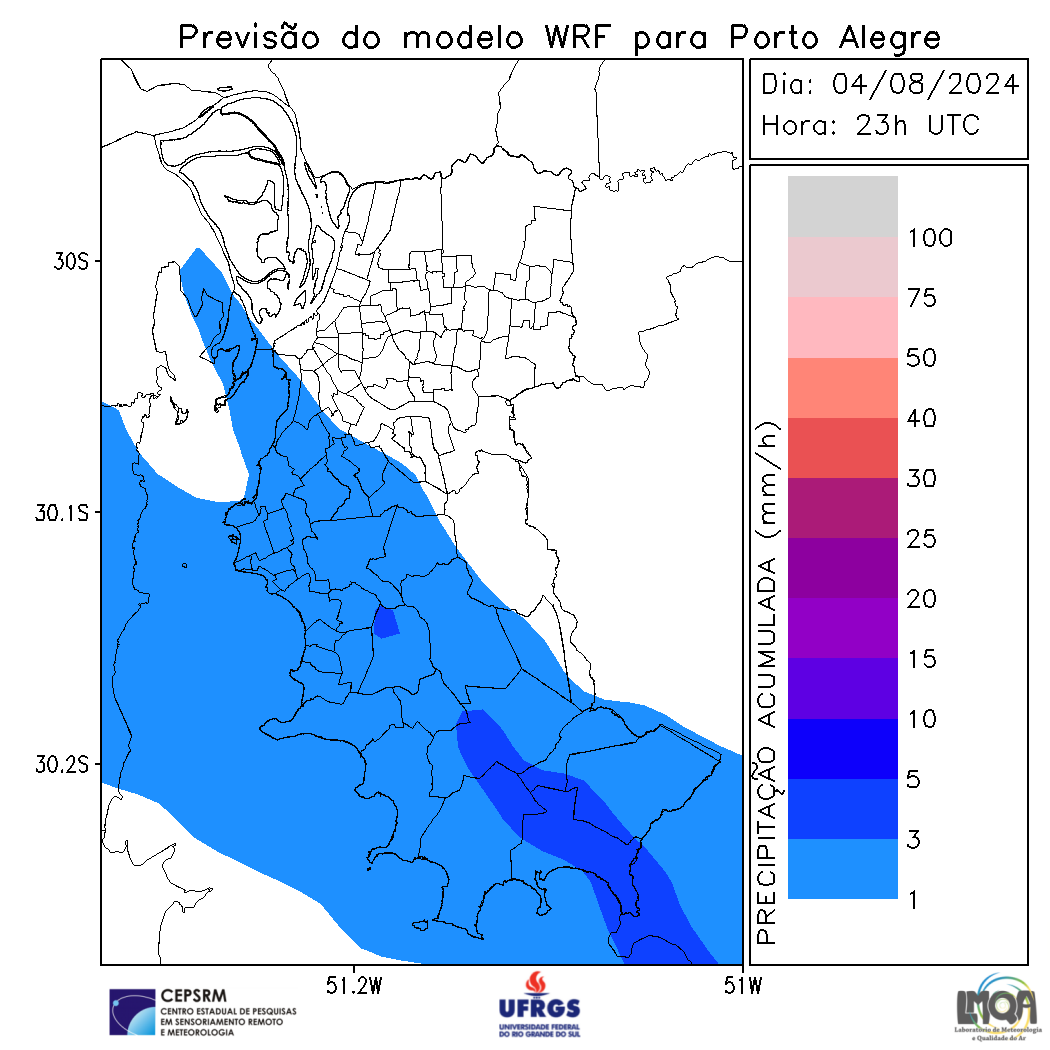 Previsão do modelo WRF para Porto Alegre
Dia: 04/08/2024
Hora: 23h UTC
30S
30.1S
30.2S
51.2W
51W
PRECIPITAÇÃO ACUMULADA (mm/h)
100
75
50
40
30
25
20
15
10
5
3
1
CEPSRM
CENTRO ESTADUAL DE PESQUISAS
EM SENSORIAMENTO REMOTO
E METEOROLOGIA
UFRGS
UNIVERSIDADE FEDERAL
DO RIO GRANDE DO SUL
LMQA
Laboratório de Meteorologia
e Qualidade do Ar